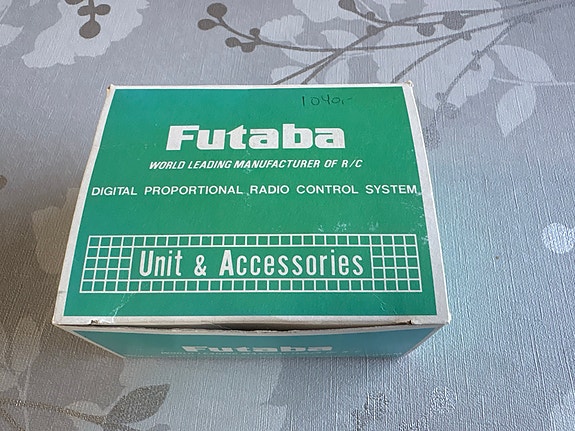 1040,-
Futaba
WORLD LEADING MANUFACTURER OF R/C
DIGITAL PROPORTIONAL RADIO CONTROL SYSTEM
Unit & Accessories
Futaba